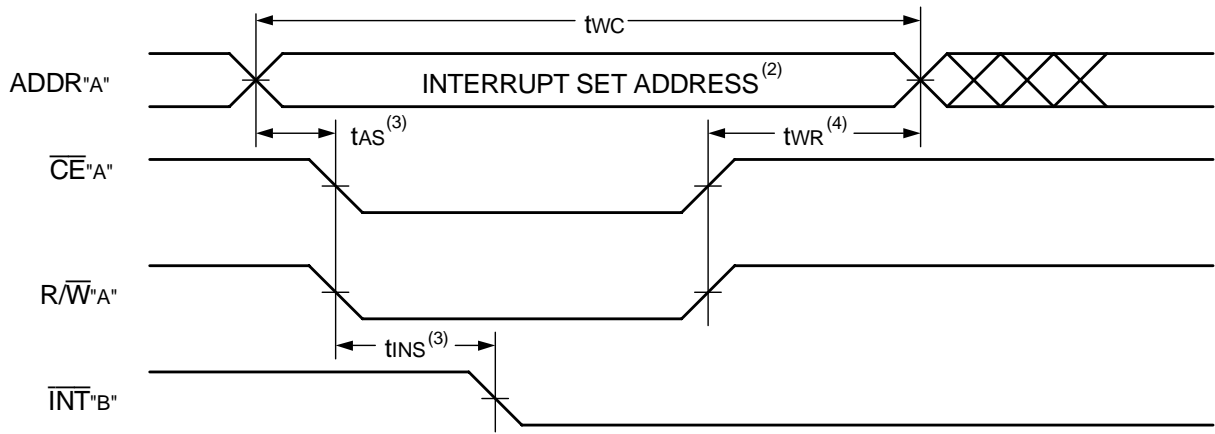 tWC
ADDR"A"
INTERRUPT SET ADDRESS(2)
tAS(3)
tWR(4)
CE"A"
R/W"A"
tINS(3)
INT"B"